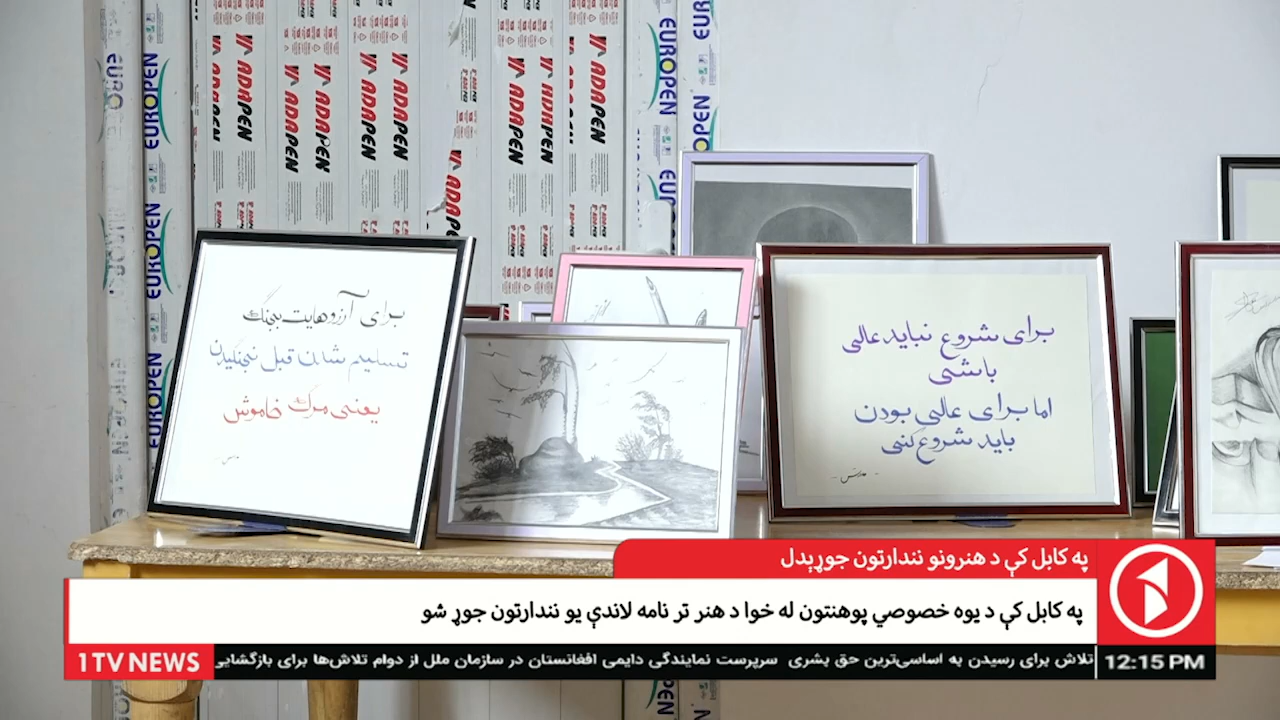 EUROPEN
ADAPEN
برای آرزوهایت بجنگ
تسلیم شدن قبل نجنگیدن
یعنی مرگ خاموش
برای شروع نباید عالی
باشی
اما برای عالی بودن
باید شروع کنی
په کابل کې د هنرونو نندارتون جوړېدل
په کابل کې د یوه خصوصي پوهنتون له خوا د هنر تر نامه لاندې یو نندارتون جوړ شو
1TV NEWS
تلاش برای رسیدن به اساسی‌ترین حق بشری سرپرست نمایندگی دایمی افغانستان در سازمان ملل از دوام تلاش‌ها برای بازگشایی
12:15 PM